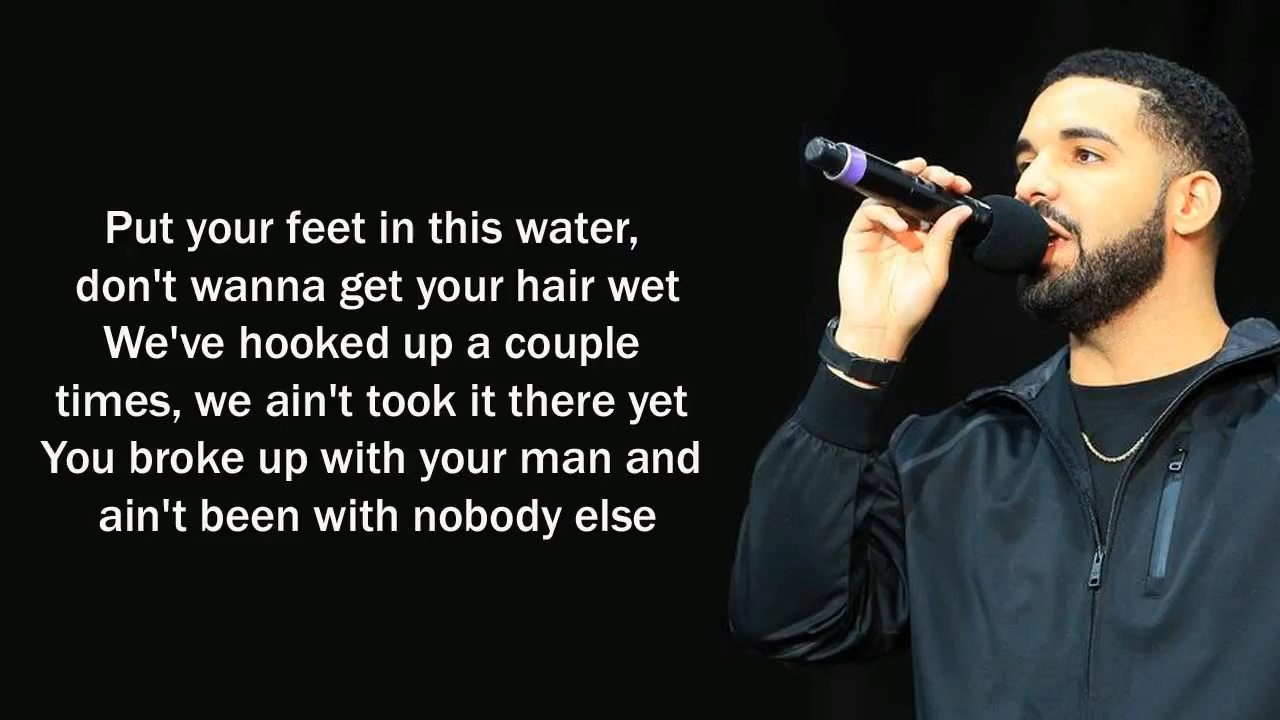 Put your feet in this water,
don't wanna get your hair wet
We've hooked up a couple
times, we ain't took it there yet
You broke up with your man and
ain't been with nobody else